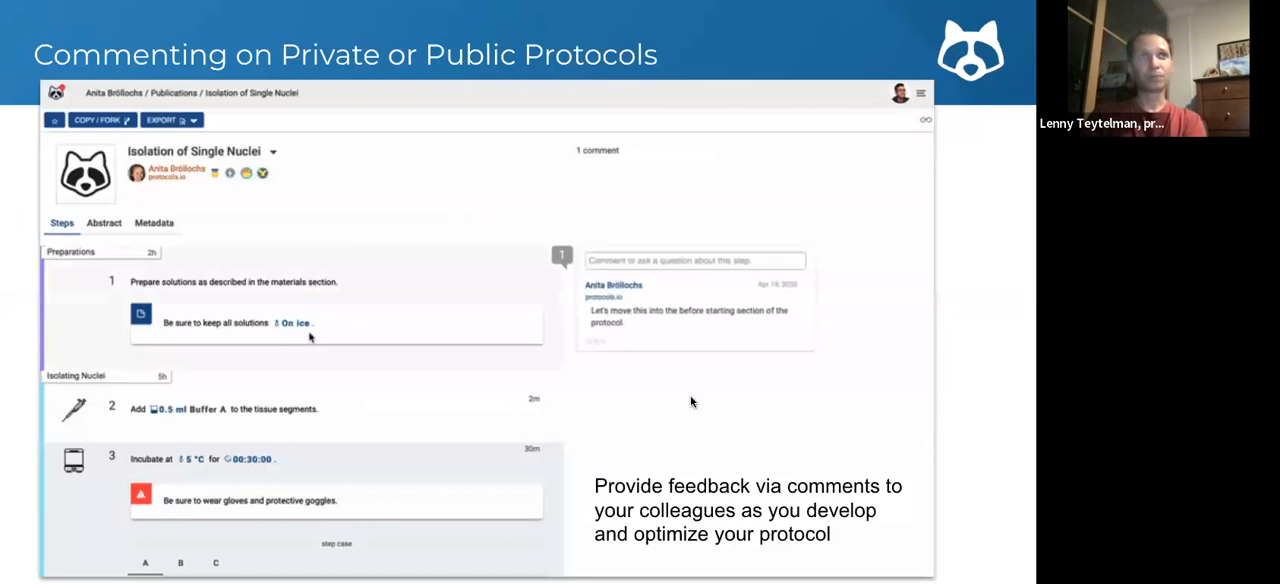 Commenting on Private or Public Protocols
Lenny Teytelman, pr...
Anita Bröllochs / Publications / Isolation of Single Nuclei
COPY / FORK
EXPORT
Isolation of Single Nuclei
1 comment
Anita Bröllochs
protocols.io
Steps Abstract Metadata
Preparations 2h
1
1 Prepare solutions as described in the materials section.
Be sure to keep all solutions On ice .
Comment or ask a question about this step.
Anita Bröllochs Apr 19, 2020
protocols.io
Let's move this into the before starting section of the
protocol.
Isolating Nuclei 5h
2 Add 0.5 ml Buffer A to the tissue segments. 2m
3 Incubate at 5 °C for 00:30:00 . 30m
Be sure to wear gloves and protective goggles.
step case
A B C
Provide feedback via comments to
your colleagues as you develop
and optimize your protocol